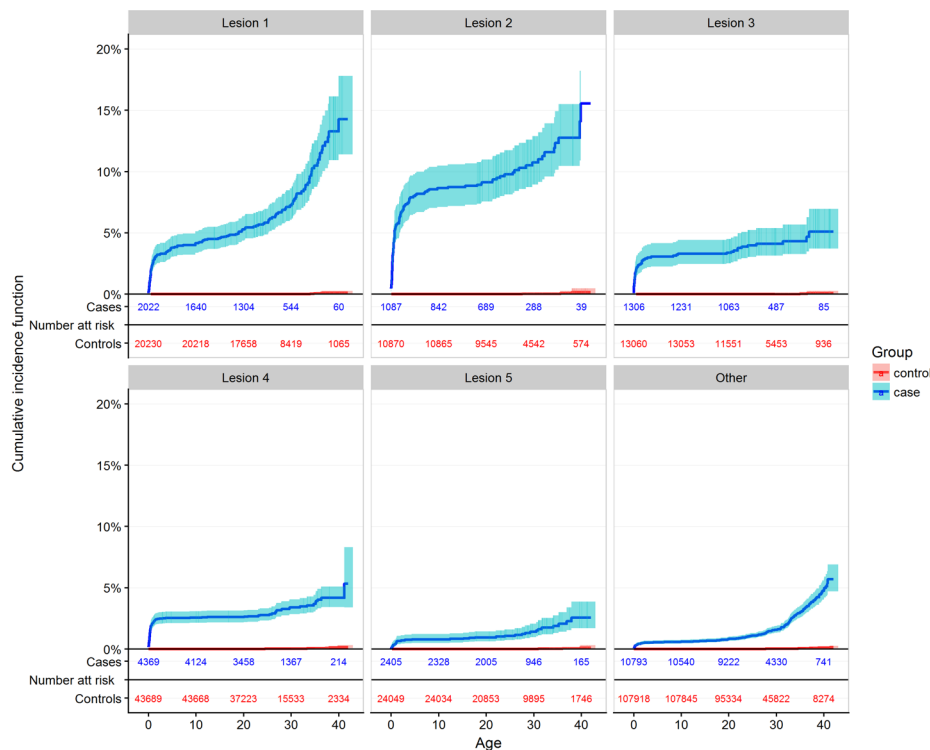 Lesion 1 Lesion 2 Lesion 3
20%
15%
10%
5%
0%
Cases 2022 1640 1304 544 60 1087 842 689 288 39 1306 1231 1063 487 85
Number att risk
Controls 20230 20218 17658 8419 1065 10870 10865 9545 4542 574 13060 13053 11551 5453 936
Cumulative incidence function
Group
control
case
Lesion 4 Lesion 5 Other
20%
15%
10%
5%
0%
Cases 4369 4124 3458 1367 214 2405 2328 2005 946 165 10793 10540 9222 4330 741
Number att risk
Controls 43689 43668 37223 15533 2334 24049 24034 20853 9895 1746 107918 107845 95334 45822 8274
0 10 20 30 40 0 10 20 30 40 0 10 20 30 40
Age